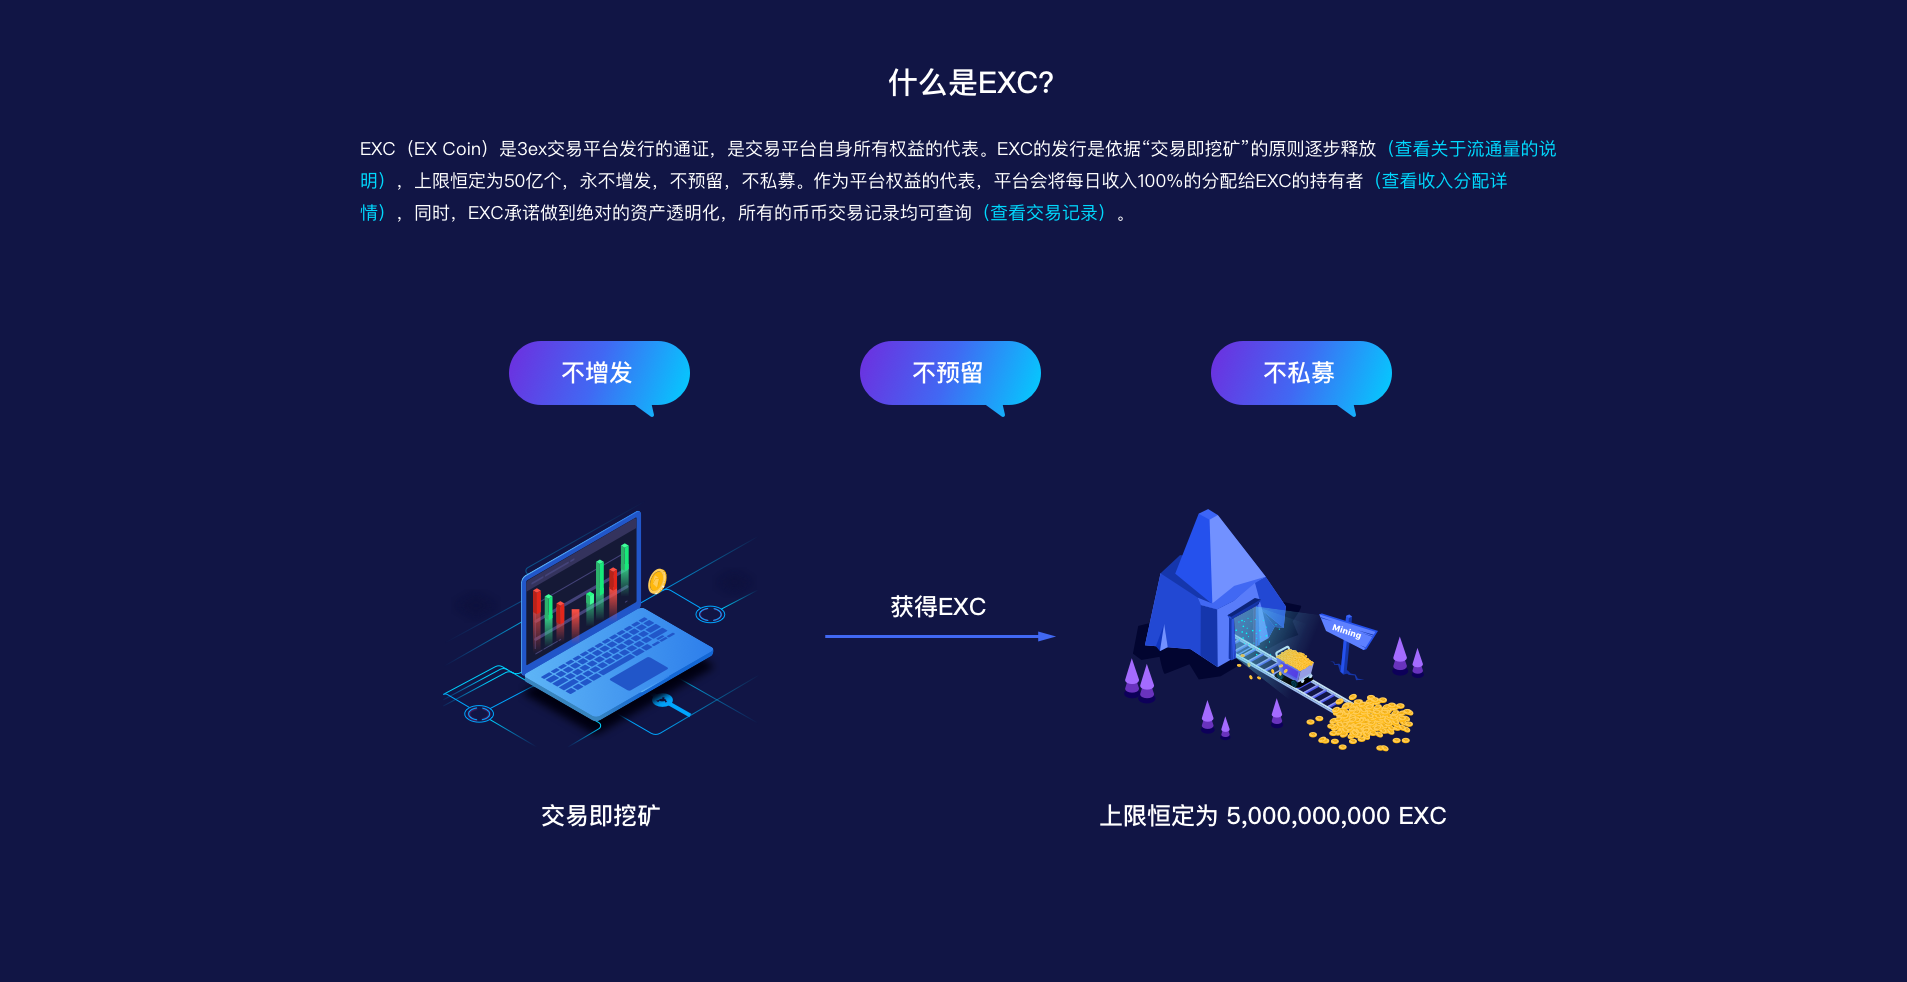 什么是EXC?
EXC（EX Coin）是3ex交易平台发行的通证，是交易平台自身所有权益的代表。EXC的发行是依据“交易即挖矿”的原则逐步释放（查看关于流通量的说
明），上限恒定为50亿个，永不增发，不预留，不私募。作为平台权益的代表，平台会将每日收入100%的分配给EXC的持有者（查看收入分配详
情），同时，EXC承诺做到绝对的资产透明化，所有的币币交易记录均可查询（查看交易记录）。
不增发
不预留
不私募
获得EXC
Mining
交易即挖矿
上限恒定为 5,000,000,000 EXC